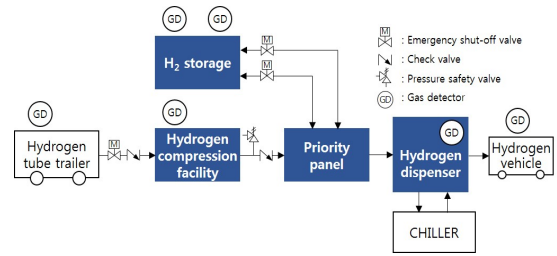 GD
GD
M
: Emergency shut-off valve
H₂ storage
M
: Check valve
: Pressure safety valve
GD
: Gas detector
GD
GD
GD
GD
Hydrogen
tube trailer
M
Hydrogen
compression
facility
Priority
panel
Hydrogen
dispenser
Hydrogen
vehicle
M
CHILLER